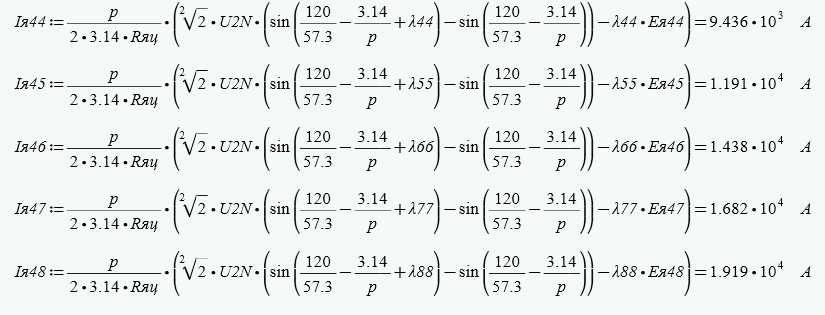 Iя44 := p/(2•3.14•Rяц) • (²√2 • U2N • (sin(120/57.3 − 3.14/p + λ44) − sin(120/57.3 − 3.14/p)) − λ44 • Eя44) = 9.436•10³ A
Iя45 := p/(2•3.14•Rяц) • (²√2 • U2N • (sin(120/57.3 − 3.14/p + λ55) − sin(120/57.3 − 3.14/p)) − λ55 • Eя45) = 1.191•10⁴ A
Iя46 := p/(2•3.14•Rяц) • (²√2 • U2N • (sin(120/57.3 − 3.14/p + λ66) − sin(120/57.3 − 3.14/p)) − λ66 • Eя46) = 1.438•10⁴ A
Iя47 := p/(2•3.14•Rяц) • (²√2 • U2N • (sin(120/57.3 − 3.14/p + λ77) − sin(120/57.3 − 3.14/p)) − λ77 • Eя47) = 1.682•10⁴ A
Iя48 := p/(2•3.14•Rяц) • (²√2 • U2N • (sin(120/57.3 − 3.14/p + λ88) − sin(120/57.3 − 3.14/p)) − λ88 • Eя48) = 1.919•10⁴ A